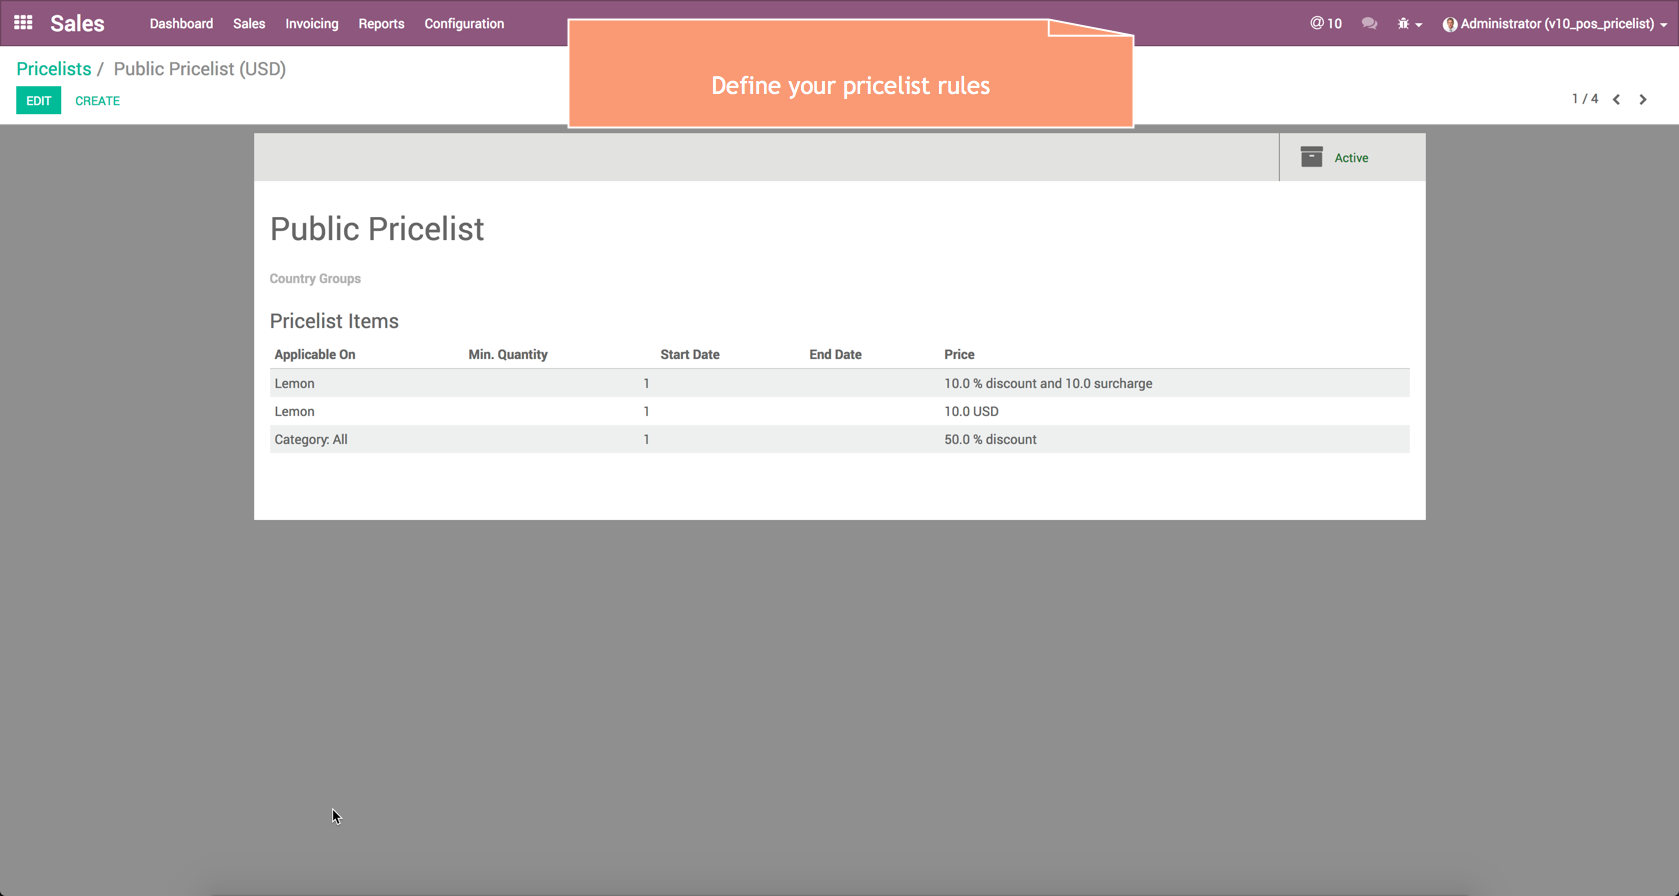 Sales Dashboard Sales Invoicing Reports Configuration @ 10 Administrator (v10_pos_pricelist)
Define your pricelist rules
Pricelists / Public Pricelist (USD)
EDIT CREATE 1 / 4
Active
Public Pricelist
Country Groups
Pricelist Items
Applicable On Min. Quantity Start Date End Date Price
Lemon 1 10.0 % discount and 10.0 surcharge
Lemon 1 10.0 USD
Category: All 1 50.0 % discount